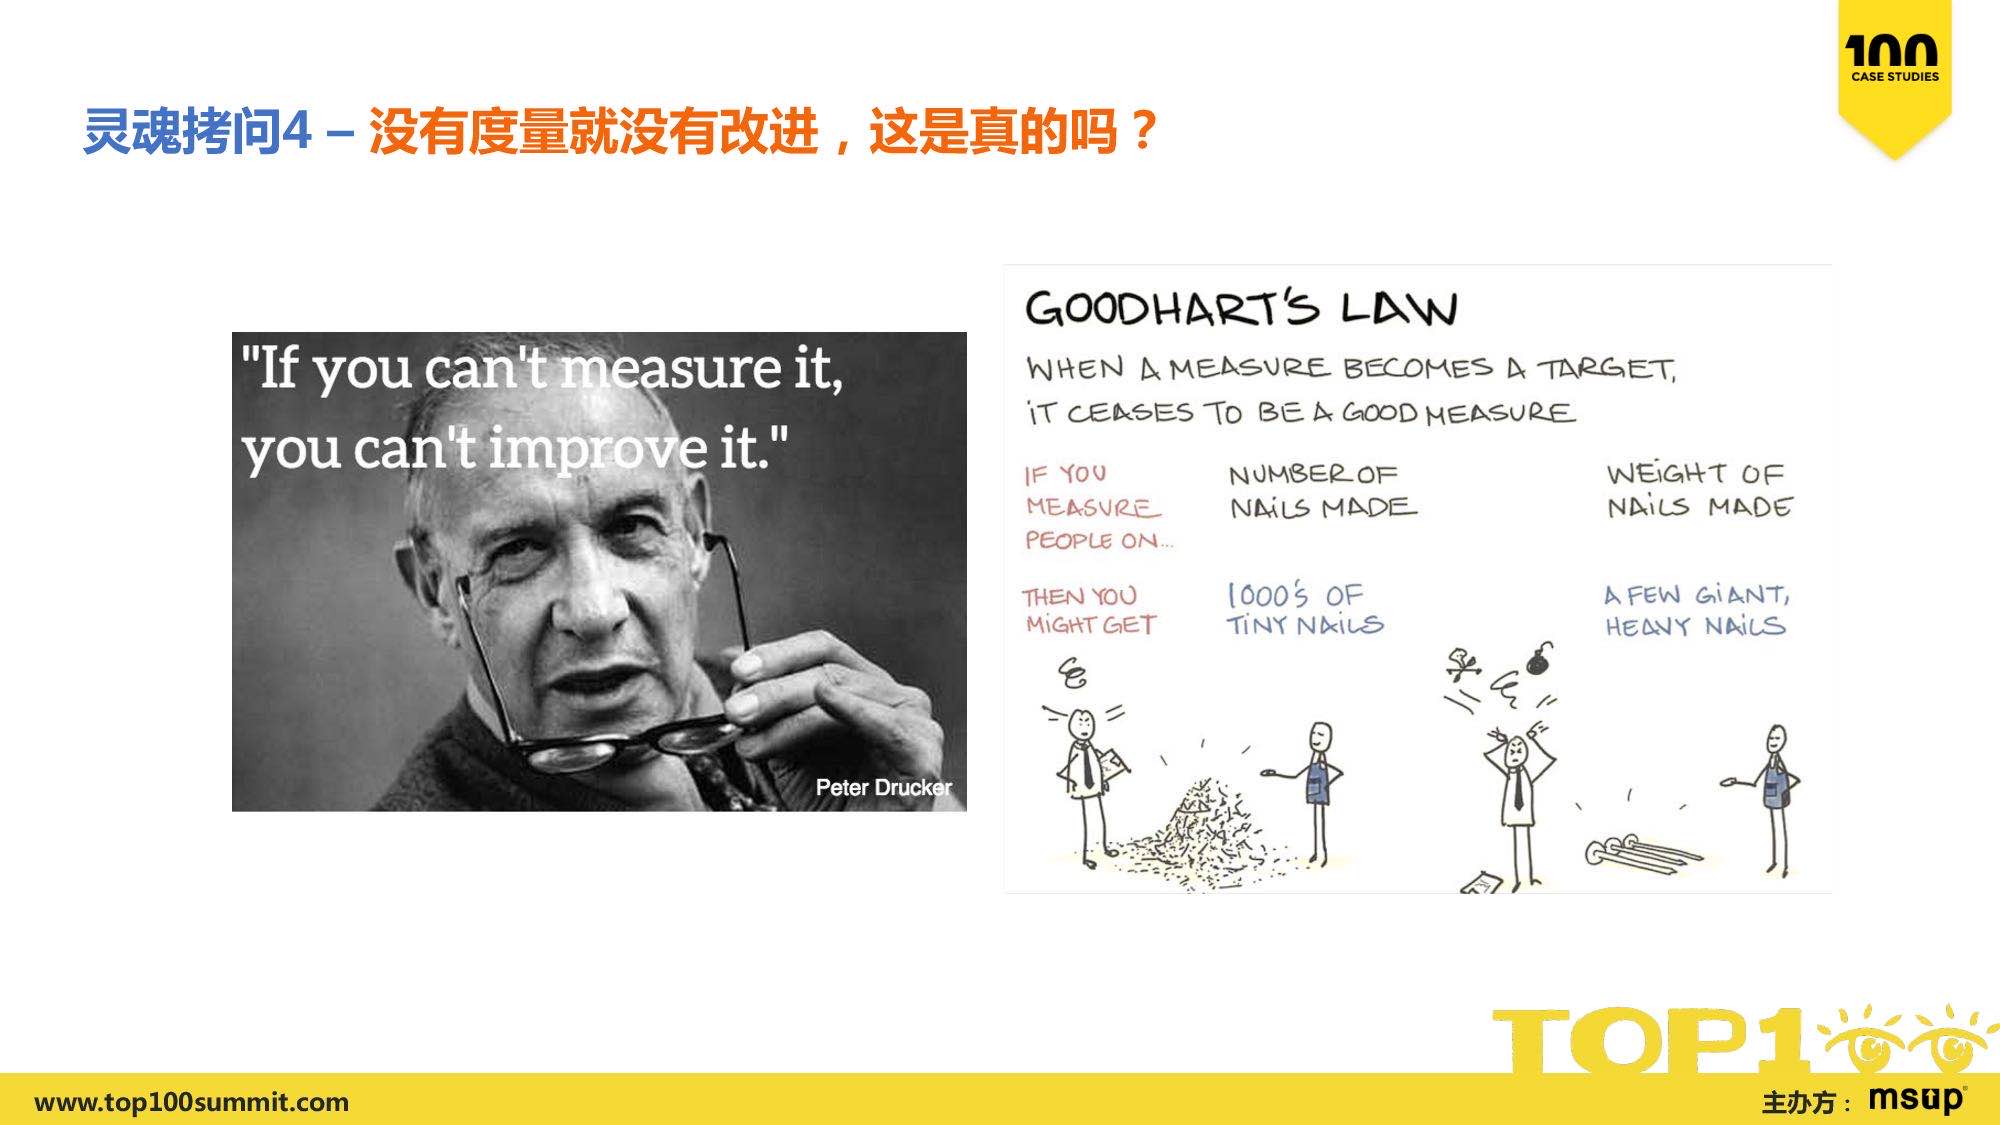 100
CASE STUDIES
灵魂拷问4 – 没有度量就没有改进，这是真的吗？
"If you can't measure it,
you can't improve it."
Peter Drucker
GOODHART'S LAW
WHEN A MEASURE BECOMES A TARGET,
IT CEASES TO BE A GOOD MEASURE
IF YOU
MEASURE
PEOPLE ON...
NUMBER OF
NAILS MADE
WEIGHT OF
NAILS MADE
THEN YOU
MIGHT GET
1000'S OF
TINY NAILS
A FEW GIANT,
HEAVY NAILS
TOP100
www.top100summit.com
主办方：msup®